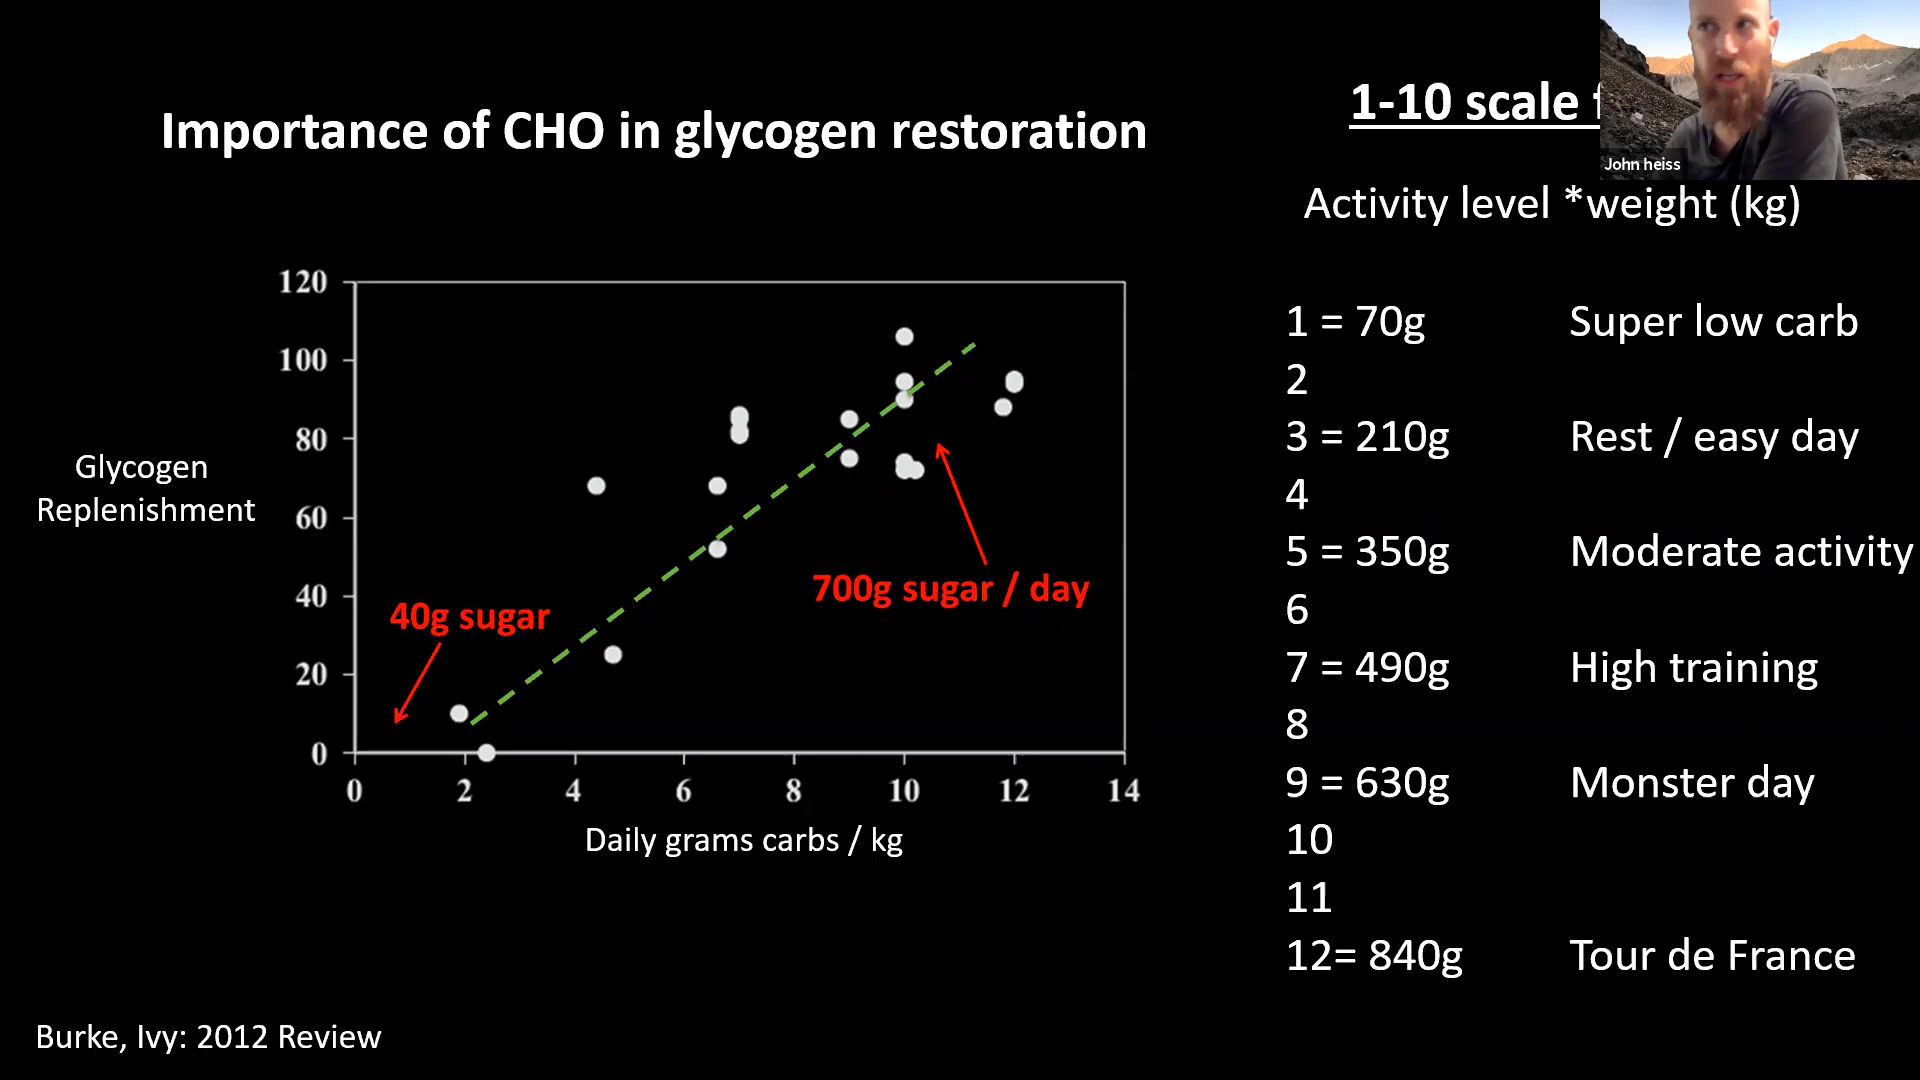 Importance of CHO in glycogen restoration
1-10 scale
John heiss
Activity level *weight (kg)
120
100
80
60
40
20
0
Glycogen
Replenishment
40g sugar
700g sugar / day
0 2 4 6 8 10 12 14
Daily grams carbs / kg
1 = 70g Super low carb
2
3 = 210g Rest / easy day
4
5 = 350g Moderate activity
6
7 = 490g High training
8
9 = 630g Monster day
10
11
12= 840g Tour de France
Burke, Ivy: 2012 Review